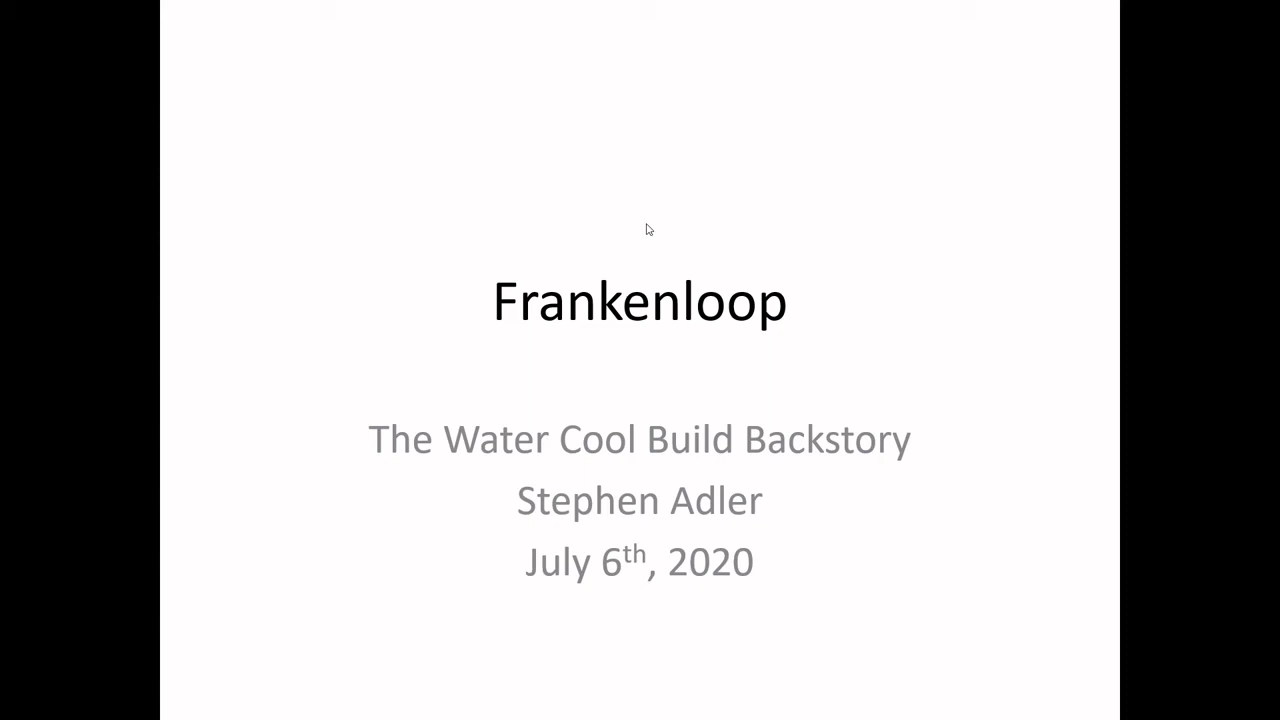 Frankenloop
The Water Cool Build Backstory
Stephen Adler
July 6th, 2020